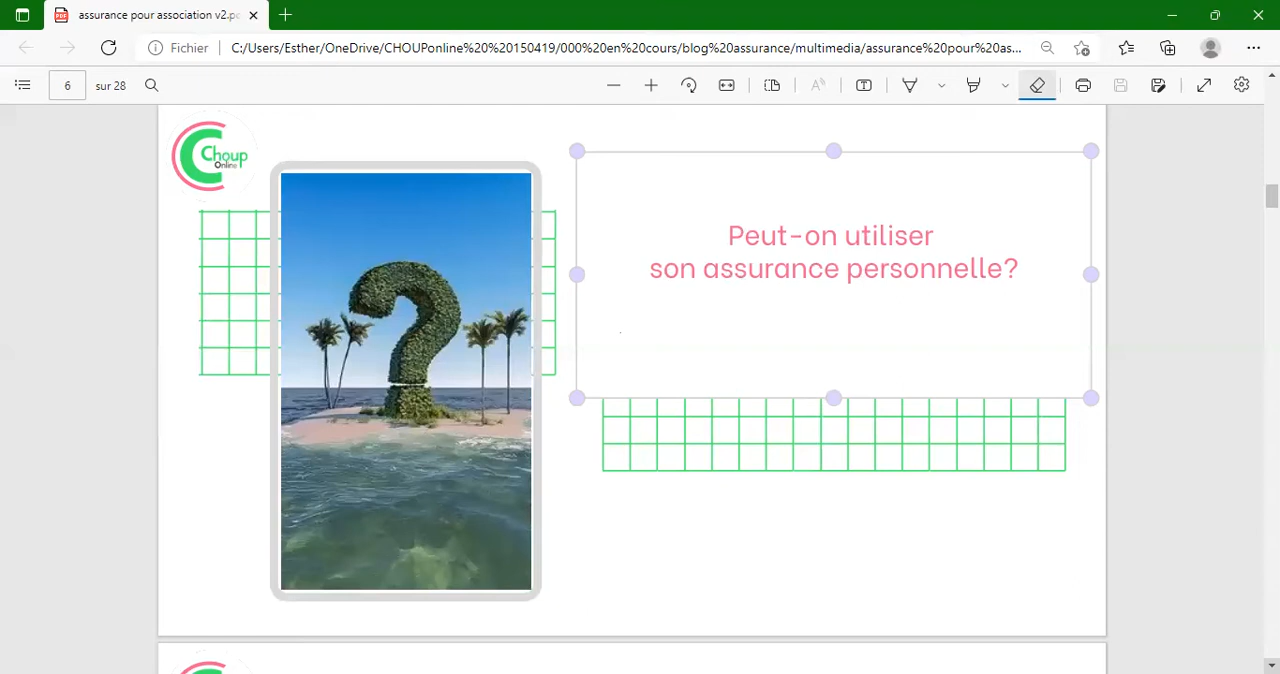 assurance pour association v2.pc
Fichier
C:/Users/Esther/OneDrive/CHOUPonline%20%20150419/000%20en%20cours/blog%20assurance/multimedia/assurance%20pour%20as...
6
sur 28
Choup
Online
Peut-on utiliser
son assurance personnelle?